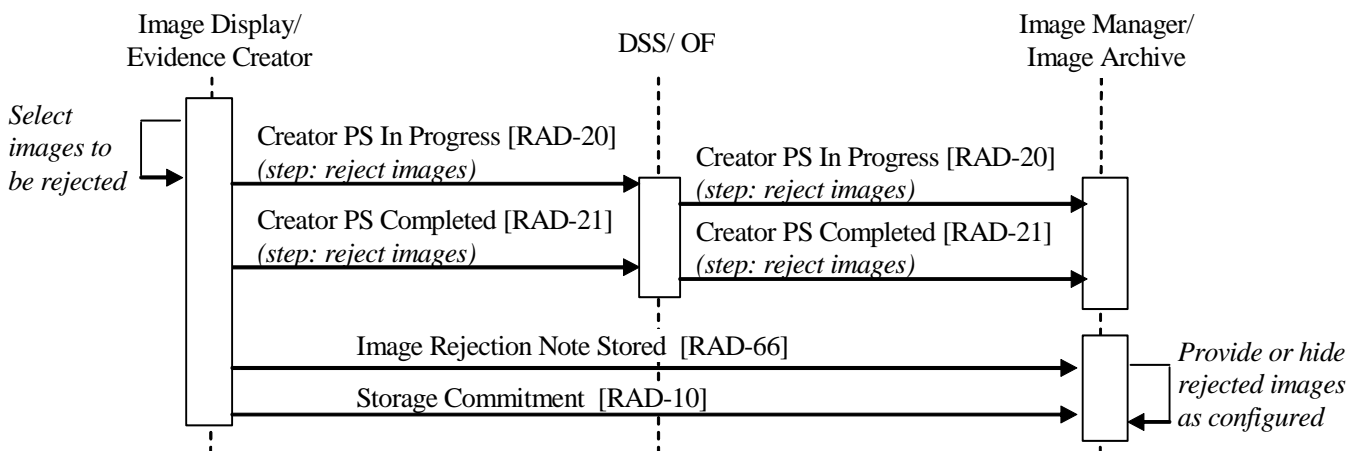 Image Display/
Evidence Creator
DSS/ OF
Image Manager/
Image Archive
Select
images to
be rejected
Creator PS In Progress [RAD-20]
(step: reject images)
Creator PS In Progress [RAD-20]
(step: reject images)
Creator PS Completed [RAD-21]
(step: reject images)
Creator PS Completed [RAD-21]
(step: reject images)
Image Rejection Note Stored [RAD-66]
Storage Commitment [RAD-10]
Provide or hide
rejected images
as configured